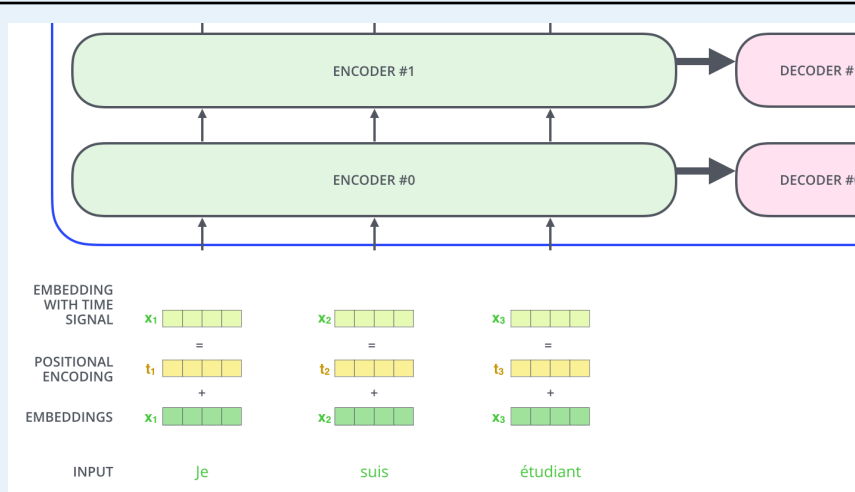 ENCODER #1
DECODER #
ENCODER #0
DECODER #
EMBEDDING
WITH TIME
SIGNAL
x1
x2
x3
= = =
POSITIONAL
ENCODING
t1
t2
t3
+ + +
EMBEDDINGS
x1
x2
x3
INPUT
Je
suis
étudiant